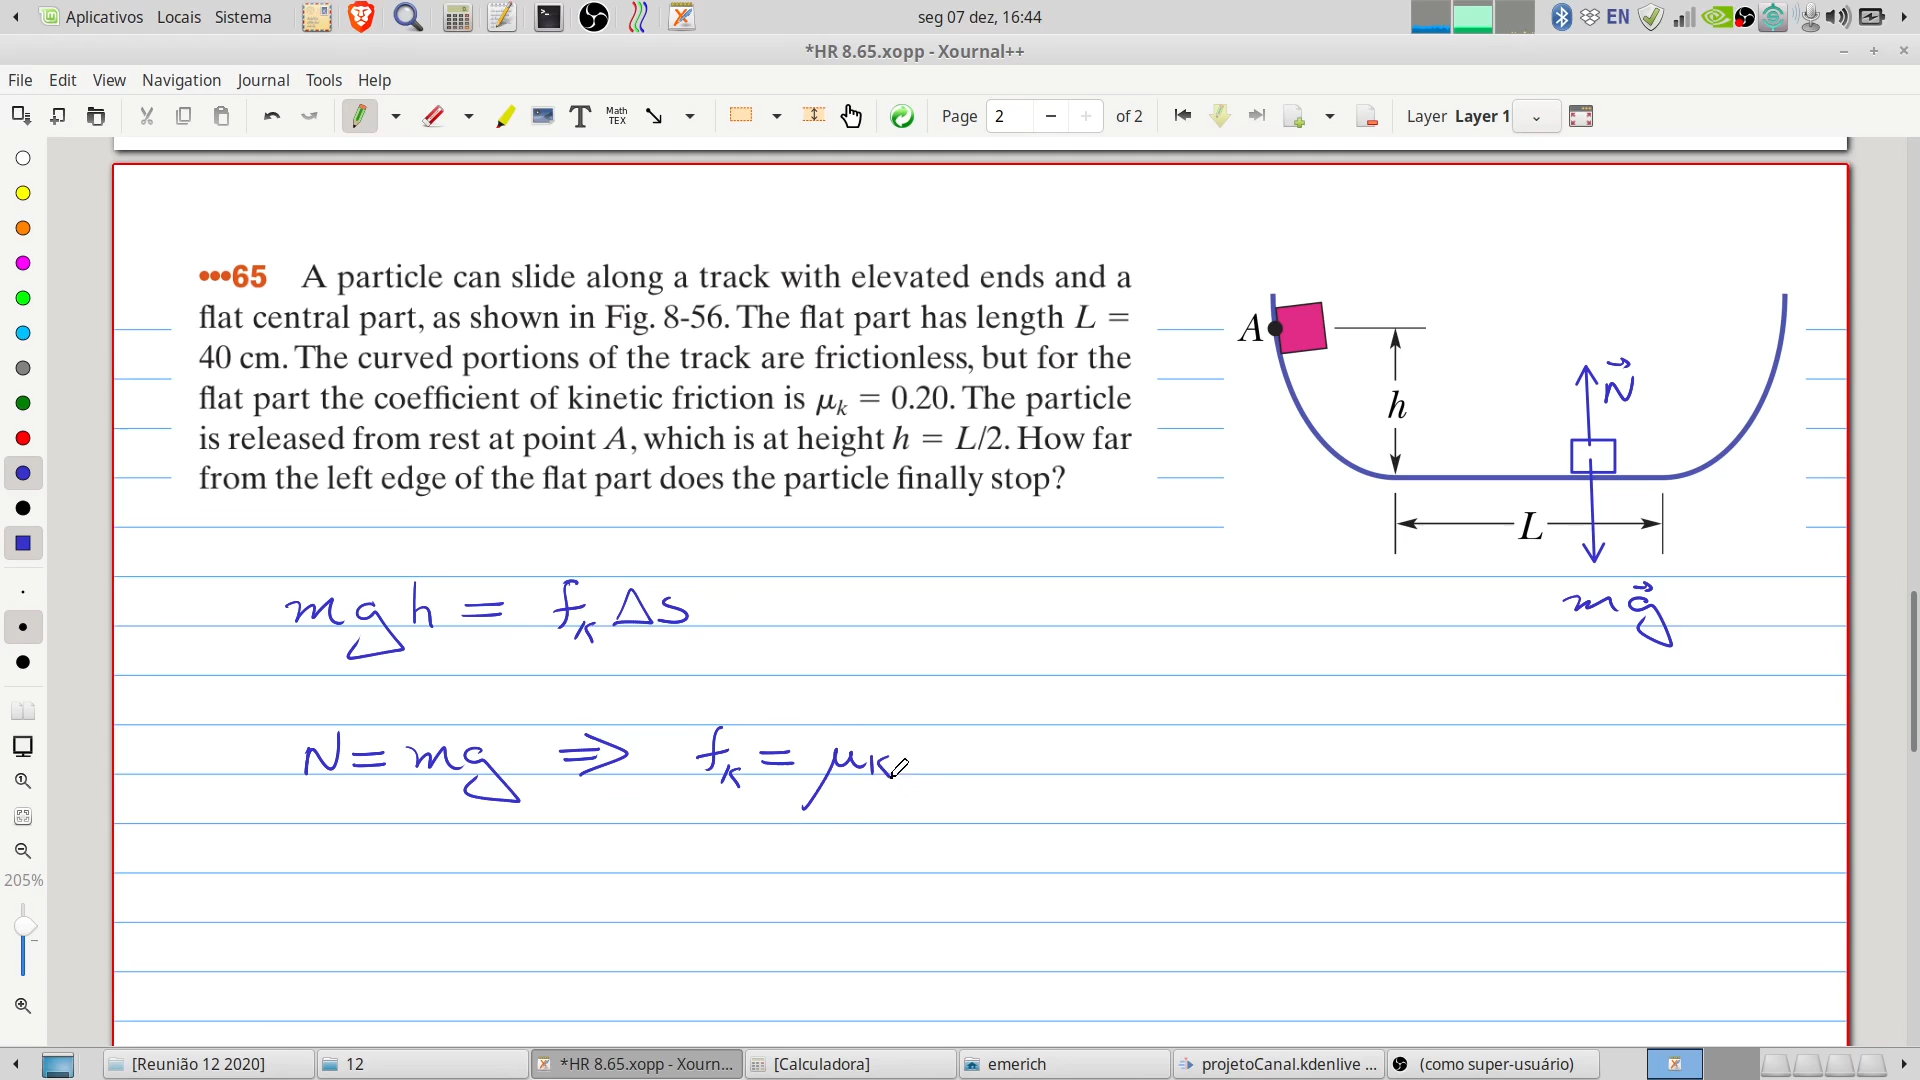 Aplicativos Locais Sistema
seg 07 dez, 16:44
EN
*HR 8.65.xopp - Xournal++
File Edit View Navigation Journal Tools Help
T Math TEX Page 2 of 2 Layer Layer 1
•••65 A particle can slide along a track with elevated ends and a
flat central part, as shown in Fig. 8-56. The flat part has length L =
40 cm. The curved portions of the track are frictionless, but for the
flat part the coefficient of kinetic friction is μk = 0.20. The particle
is released from rest at point A, which is at height h = L/2. How far
from the left edge of the flat part does the particle finally stop?
A
h
N⃗
L
mg⃗
mgh = fk Δs
N = mg ⇒ fk = μk
205%
[Reunião 12 2020] 12 *HR 8.65.xopp - Xourn... [Calculadora] emerich projetoCanal.kdenlive ... (como super-usuário)